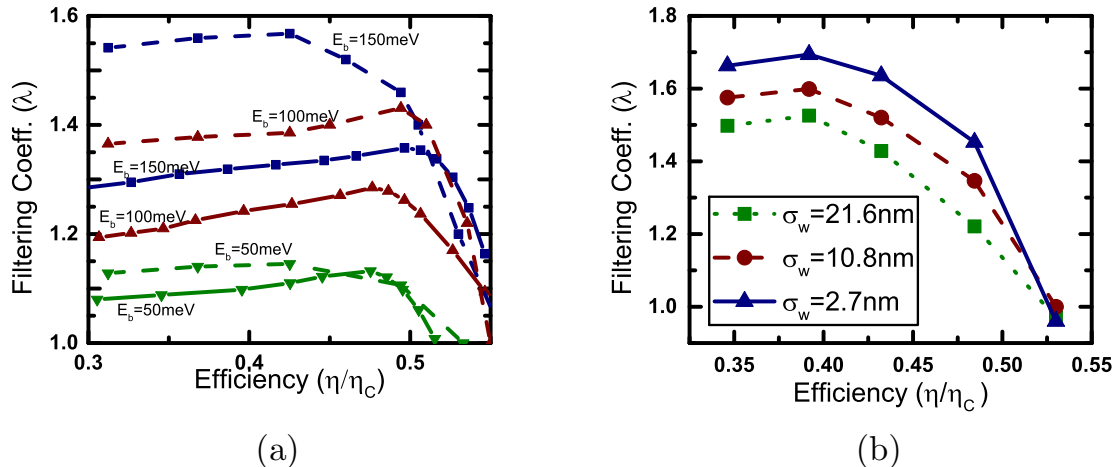 1.6
1.4
1.2
1.0
Filtering Coeff. (λ)
E_b=150meV
E_b=100meV
E_b=150meV
E_b=100meV
E_b=50meV
E_b=50meV
0.3 0.4 0.5
Efficiency (η/η_C)
(a)
1.8
1.6
1.4
1.2
1.0
Filtering Coeff. (λ)
σ_w=21.6nm
σ_w=10.8nm
σ_w=2.7nm
0.35 0.40 0.45 0.50 0.55
Efficiency (η/η_C)
(b)